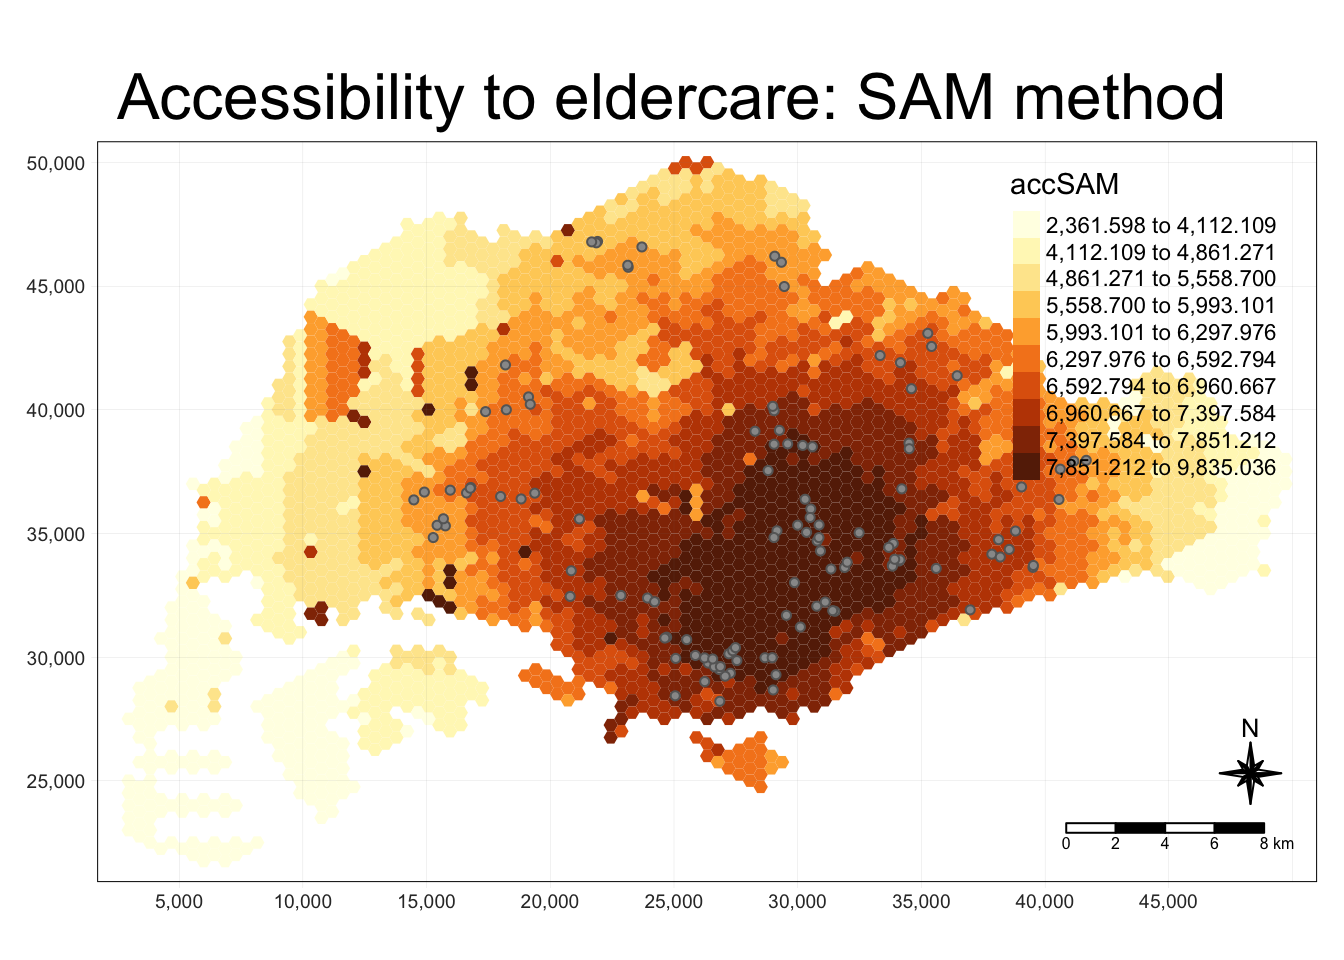 Accessibility to eldercare: SAM method
50,000
45,000
40,000
35,000
30,000
25,000
accSAM
2,361.598 to 4,112.109
4,112.109 to 4,861.271
4,861.271 to 5,558.700
5,558.700 to 5,993.101
5,993.101 to 6,297.976
6,297.976 to 6,592.794
6,592.794 to 6,960.667
6,960.667 to 7,397.584
7,397.584 to 7,851.212
7,851.212 to 9,835.036
N
0 2 4 6 8 km
5,000 10,000 15,000 20,000 25,000 30,000 35,000 40,000 45,000